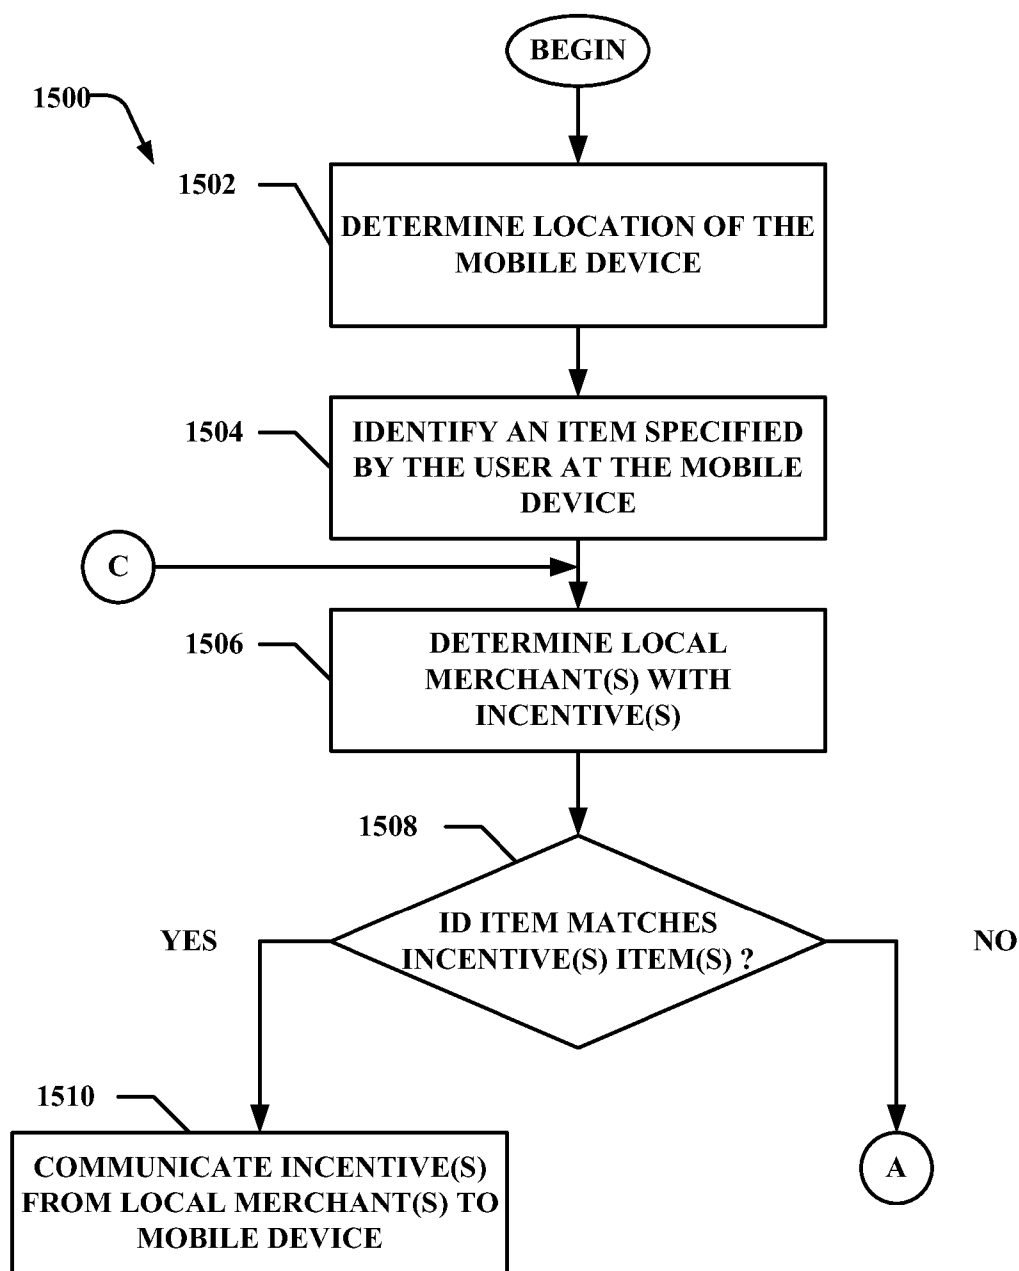 BEGIN
1500
1502
DETERMINE LOCATION OF THE
MOBILE DEVICE
1504
IDENTIFY AN ITEM SPECIFIED
BY THE USER AT THE MOBILE
DEVICE
C
1506
DETERMINE LOCAL
MERCHANT(S) WITH
INCENTIVE(S)
1508
ID ITEM MATCHES
INCENTIVE(S) ITEM(S) ?
YES
NO
1510
COMMUNICATE INCENTIVE(S)
FROM LOCAL MERCHANT(S) TO
MOBILE DEVICE
A